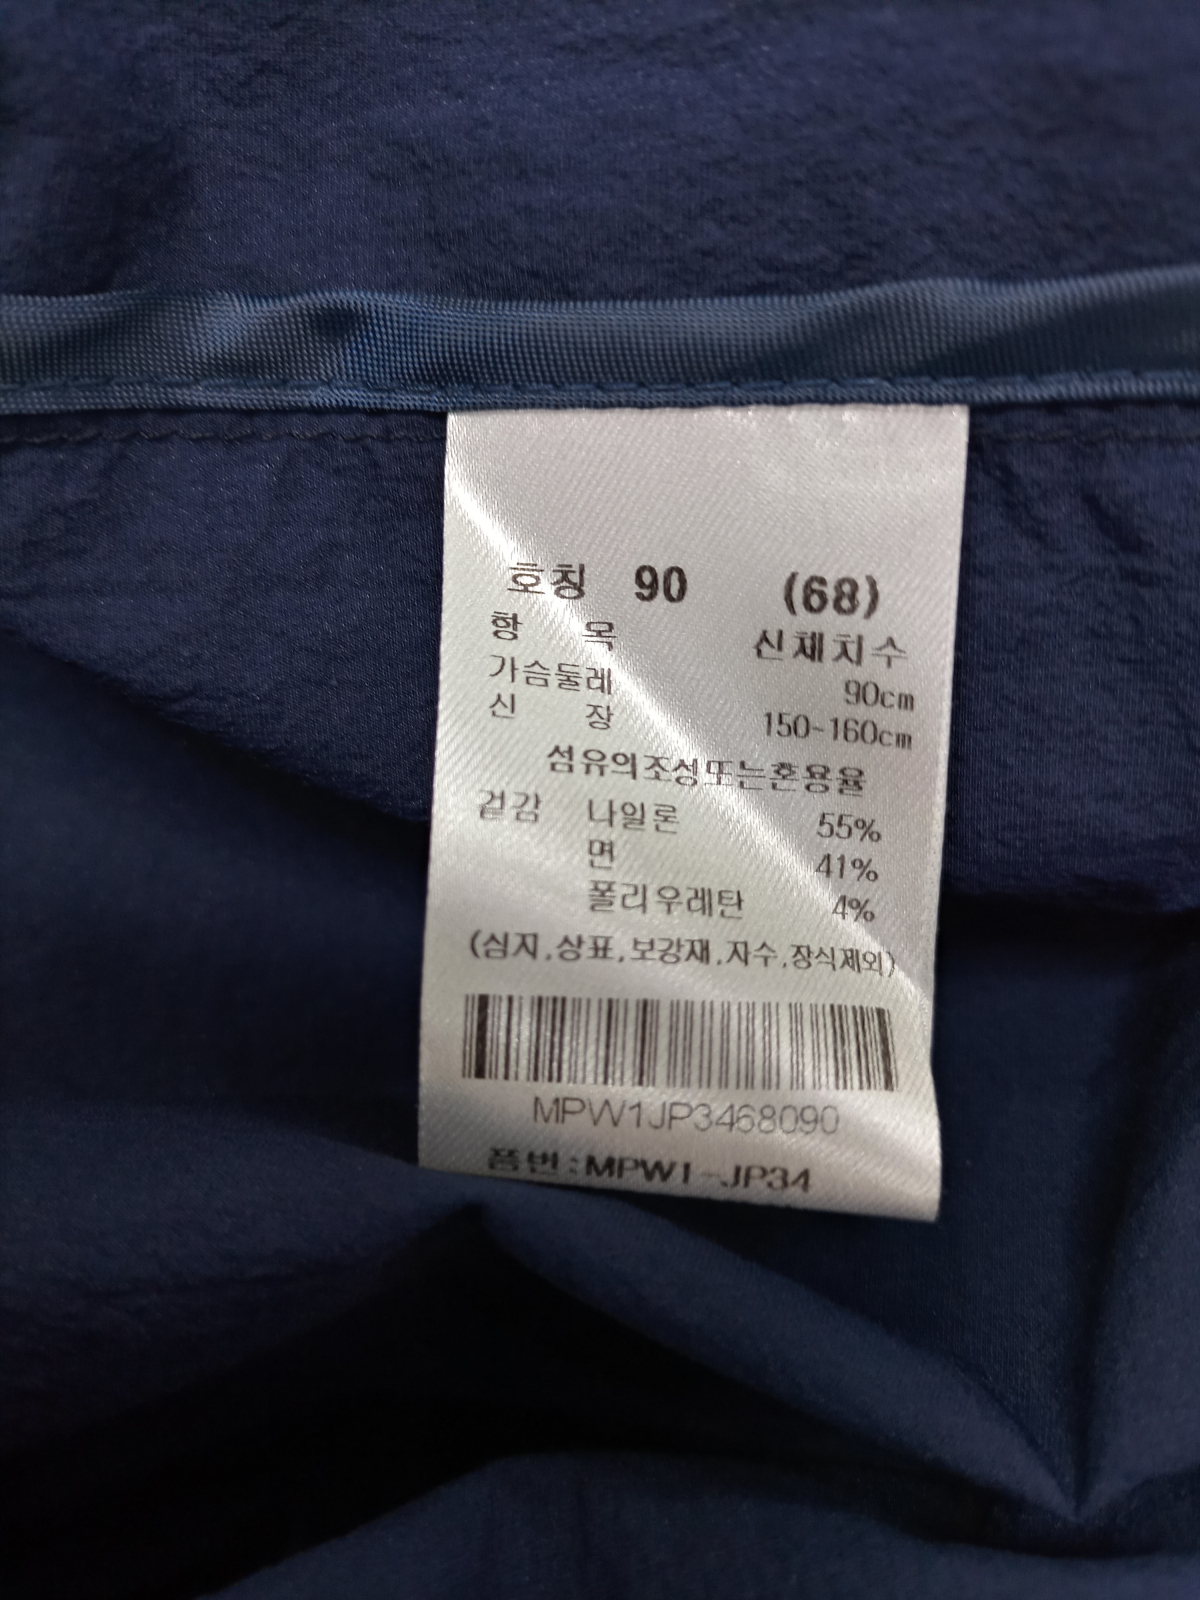 호칭 90 (68)
항 목 신체치수
가슴둘레 90cm
신 장 150~160cm
섬유의조성또는혼용율
겉감 나일론 55%
면 41%
폴리우레탄 4%
(심지,상표,보강재,자수,장식제외)
MPW1JP3468090
품번:MPW1-JP34